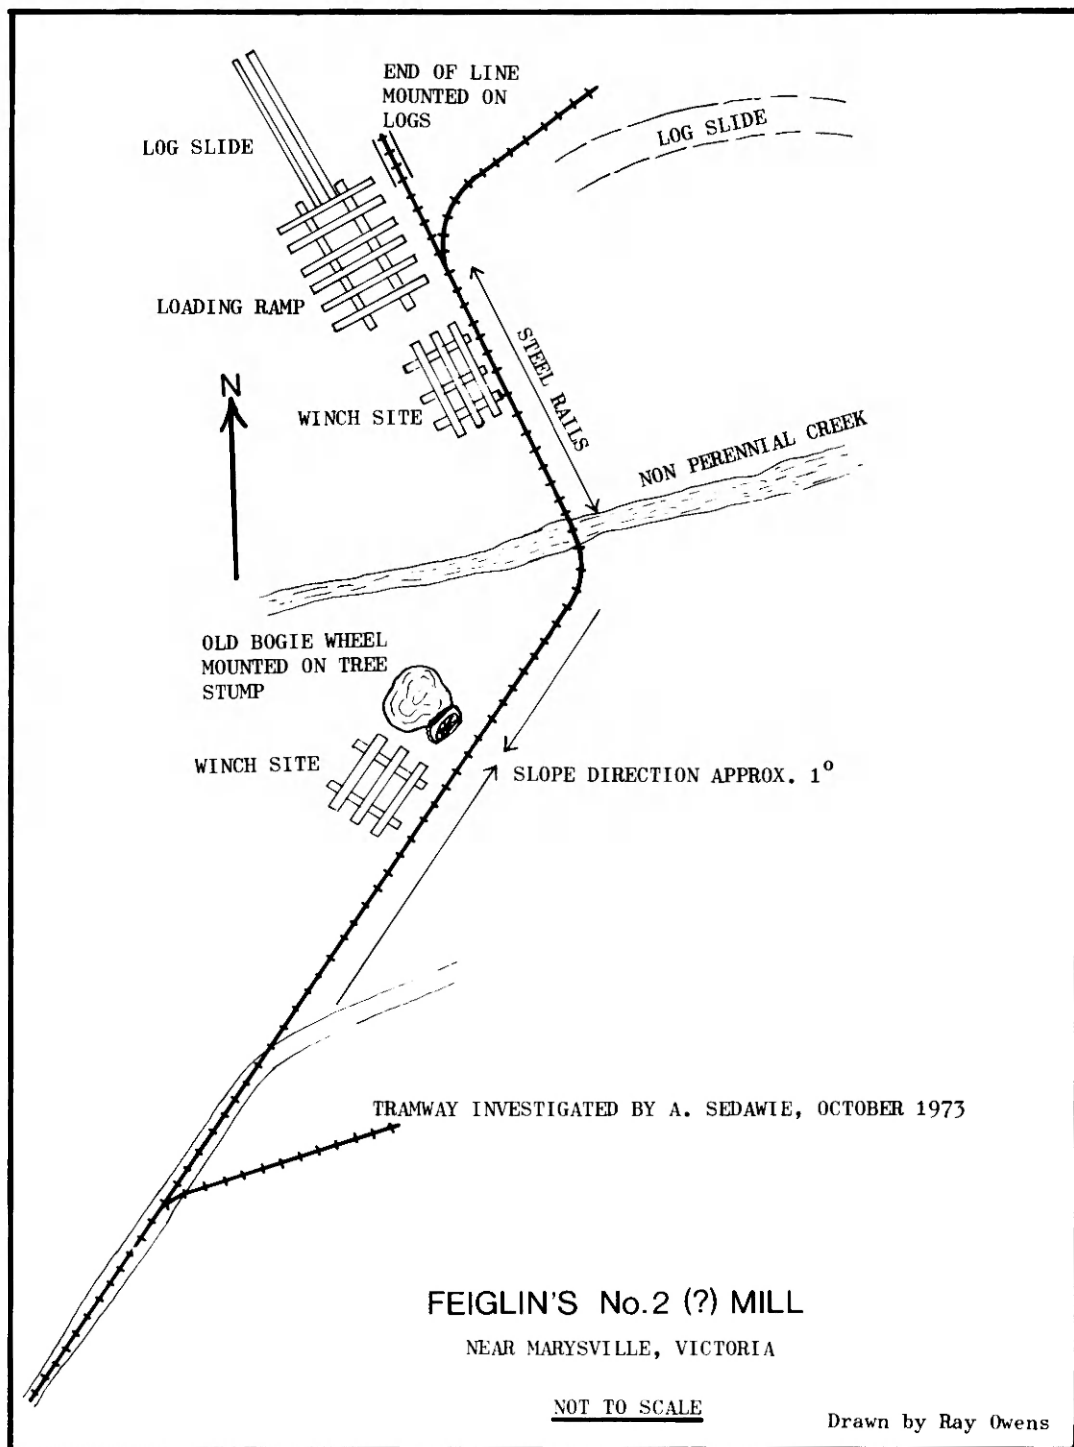 END OF LINE
MOUNTED ON
LOGS
LOG SLIDE
LOG SLIDE
LOADING RAMP
STEEL RAILS
N
WINCH SITE
NON PERENNIAL CREEK
OLD BOGIE WHEEL
MOUNTED ON TREE
STUMP
WINCH SITE
SLOPE DIRECTION APPROX. 1°
TRAMWAY INVESTIGATED BY A. SEDAWIE, OCTOBER 1973
FEIGLIN'S No.2 (?) MILL
NEAR MARYSVILLE, VICTORIA
NOT TO SCALE
Drawn by Ray Owens